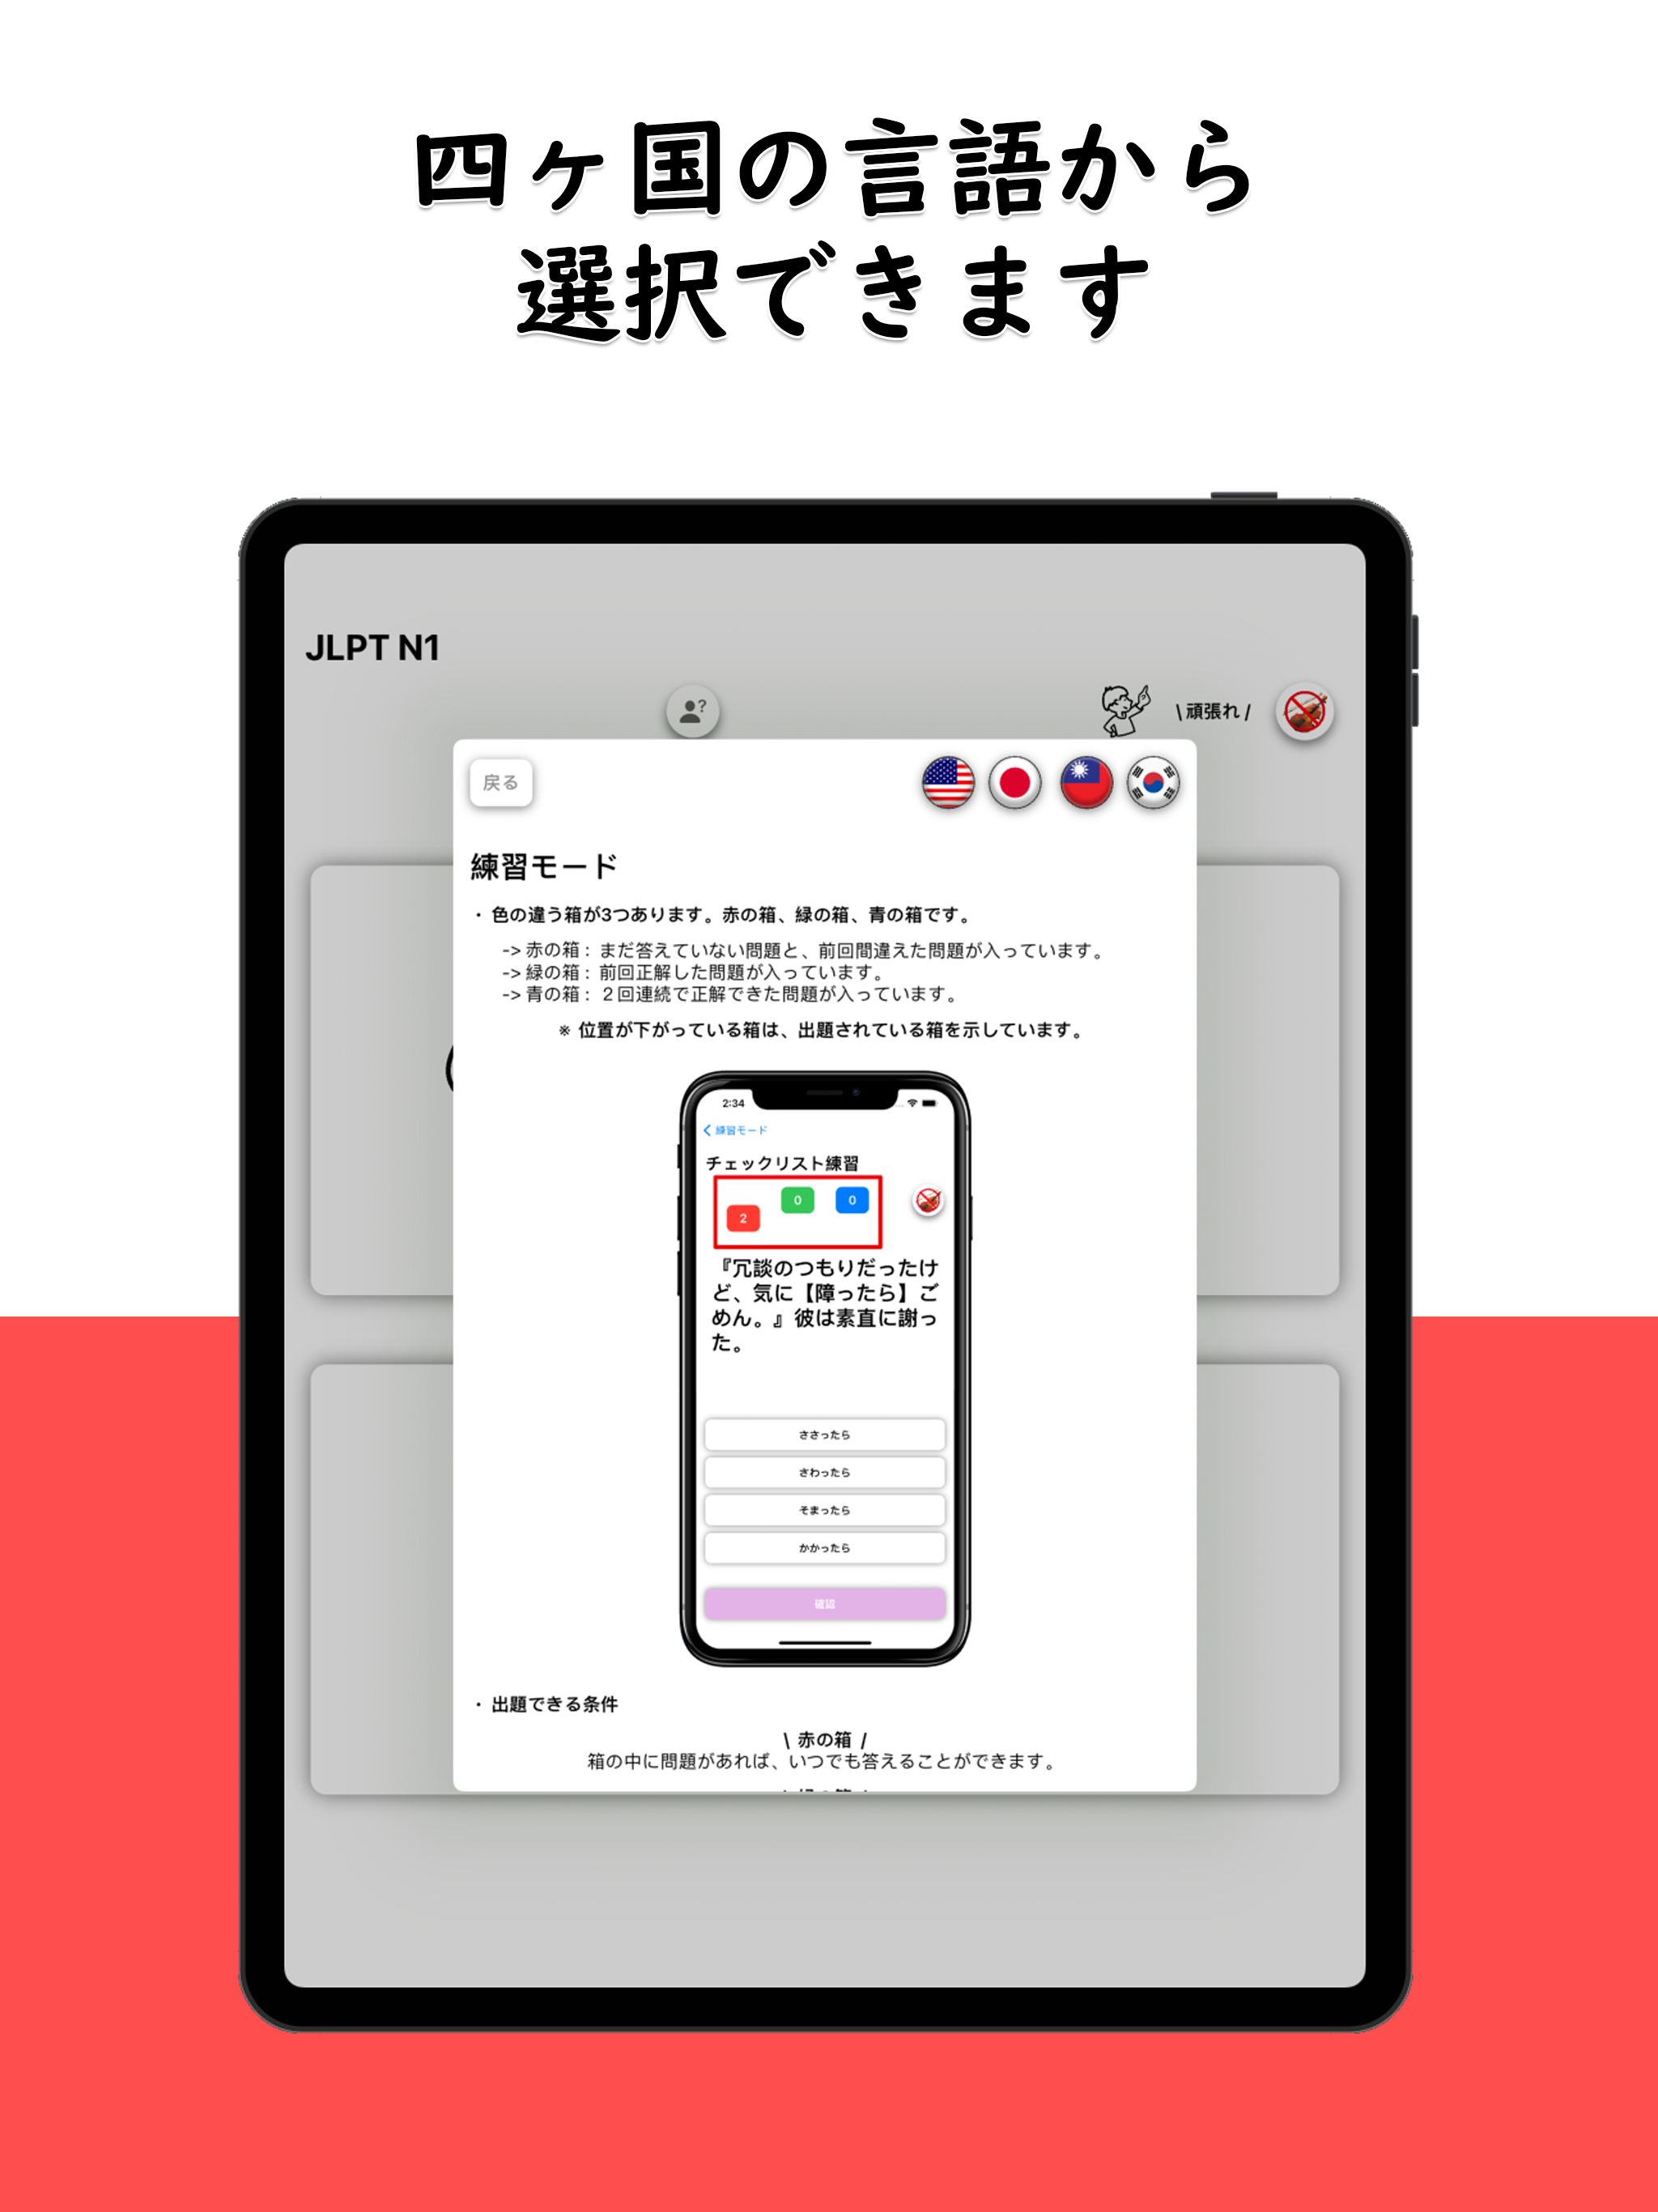 四ヶ国の言語から
選択できます
JLPT N1
\ 頑張れ /
戻る
練習モード
・ 色の違う箱が3つあります。赤の箱、緑の箱、青の箱です。
-> 赤の箱： まだ答えていない問題と、前回間違えた問題が入っています。
-> 緑の箱： 前回正解した問題が入っています。
-> 青の箱： ２回連続で正解できた問題が入っています。
※ 位置が下がっている箱は、出題されている箱を示しています。
2:34
練習モード
チェックリスト練習
0 0
2
『冗談のつもりだったけ
ど、気に【障ったら】ご
めん。』彼は素直に謝っ
た。
ささったら
さわったら
そまったら
かかったら
確認
・ 出題できる条件
\ 赤の箱 /
箱の中に問題があれば、いつでも答えることができます。